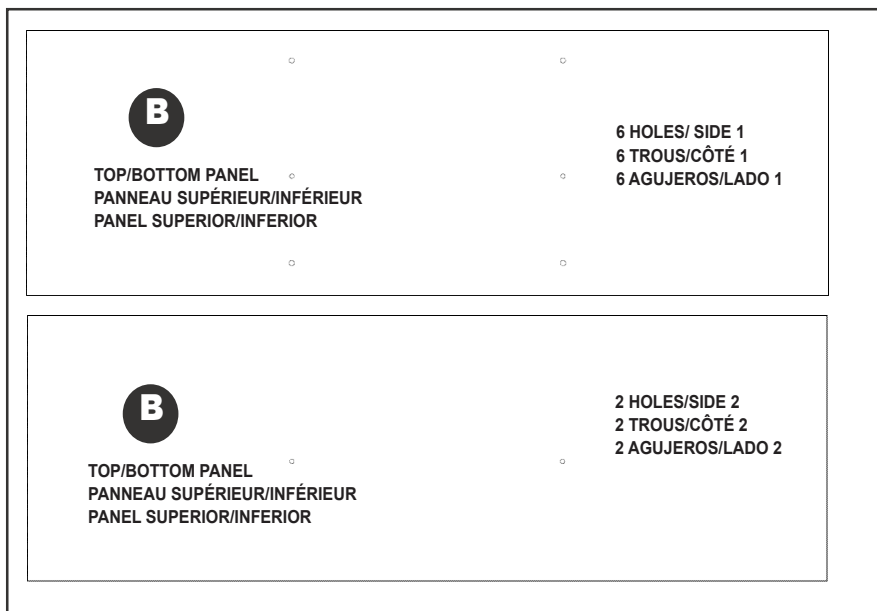 B
TOP/BOTTOM PANEL
PANNEAU SUPÉRIEUR/INFÉRIEUR
PANEL SUPERIOR/INFERIOR
6 HOLES/ SIDE 1
6 TROUS/CÔTÉ 1
6 AGUJEROS/LADO 1
B
TOP/BOTTOM PANEL
PANNEAU SUPÉRIEUR/INFÉRIEUR
PANEL SUPERIOR/INFERIOR
2 HOLES/SIDE 2
2 TROUS/CÔTÉ 2
2 AGUJEROS/LADO 2